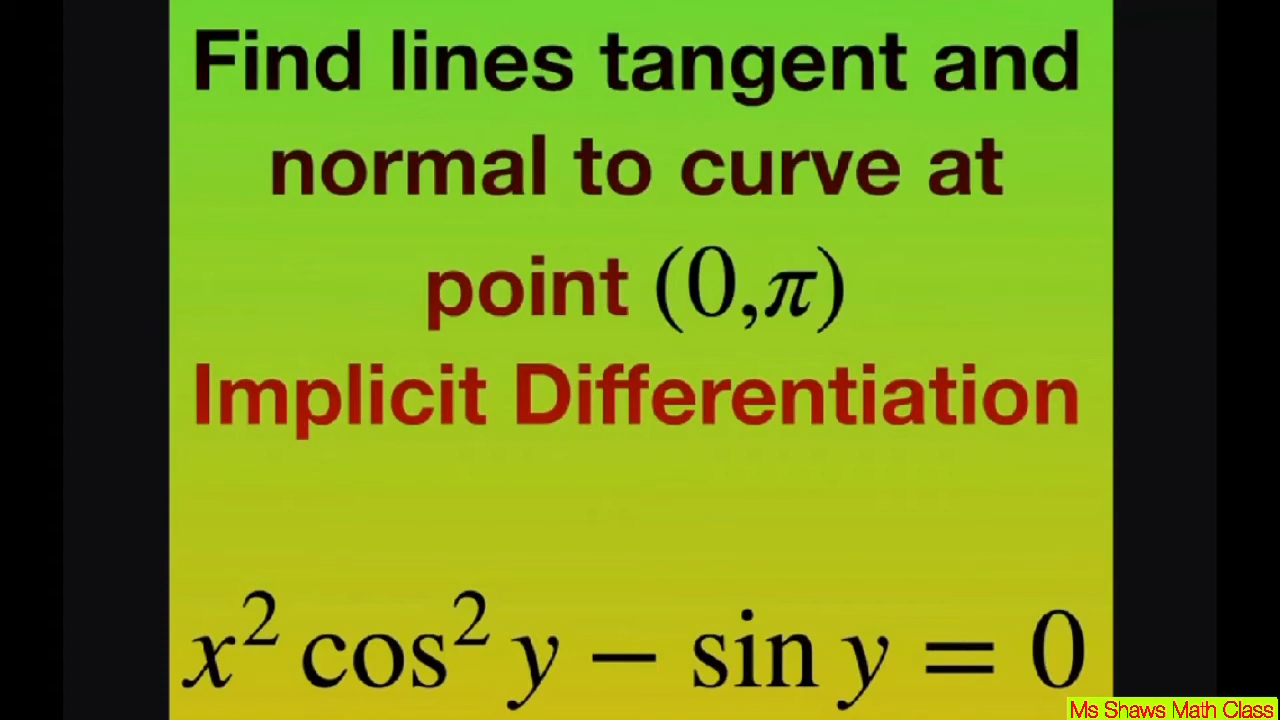 Find lines tangent and
normal to curve at
point (0,π)
Implicit Differentiation
x² cos² y − sin y = 0
Ms Shaws Math Class